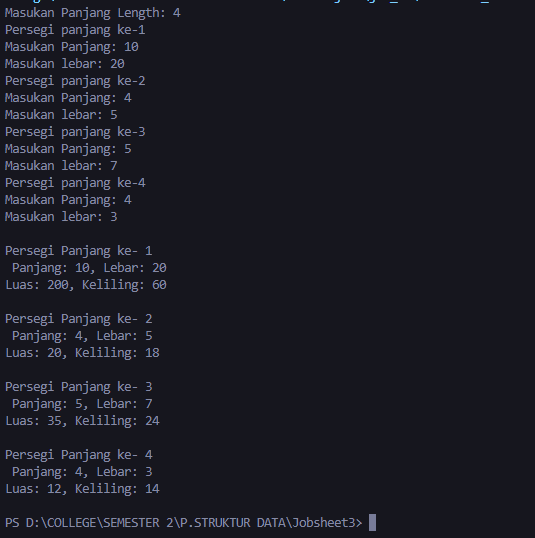 Masukan Panjang Length: 4
Persegi panjang ke-1
Masukan Panjang: 10
Masukan lebar: 20
Persegi panjang ke-2
Masukan Panjang: 4
Masukan lebar: 5
Persegi panjang ke-3
Masukan Panjang: 5
Masukan lebar: 7
Persegi panjang ke-4
Masukan Panjang: 4
Masukan lebar: 3
Persegi Panjang ke- 1
Panjang: 10, Lebar: 20
Luas: 200, Keliling: 60
Persegi Panjang ke- 2
Panjang: 4, Lebar: 5
Luas: 20, Keliling: 18
Persegi Panjang ke- 3
Panjang: 5, Lebar: 7
Luas: 35, Keliling: 24
Persegi Panjang ke- 4
Panjang: 4, Lebar: 3
Luas: 12, Keliling: 14
PS D:\COLLEGE\SEMESTER 2\P.STRUKTUR DATA\Jobsheet3>